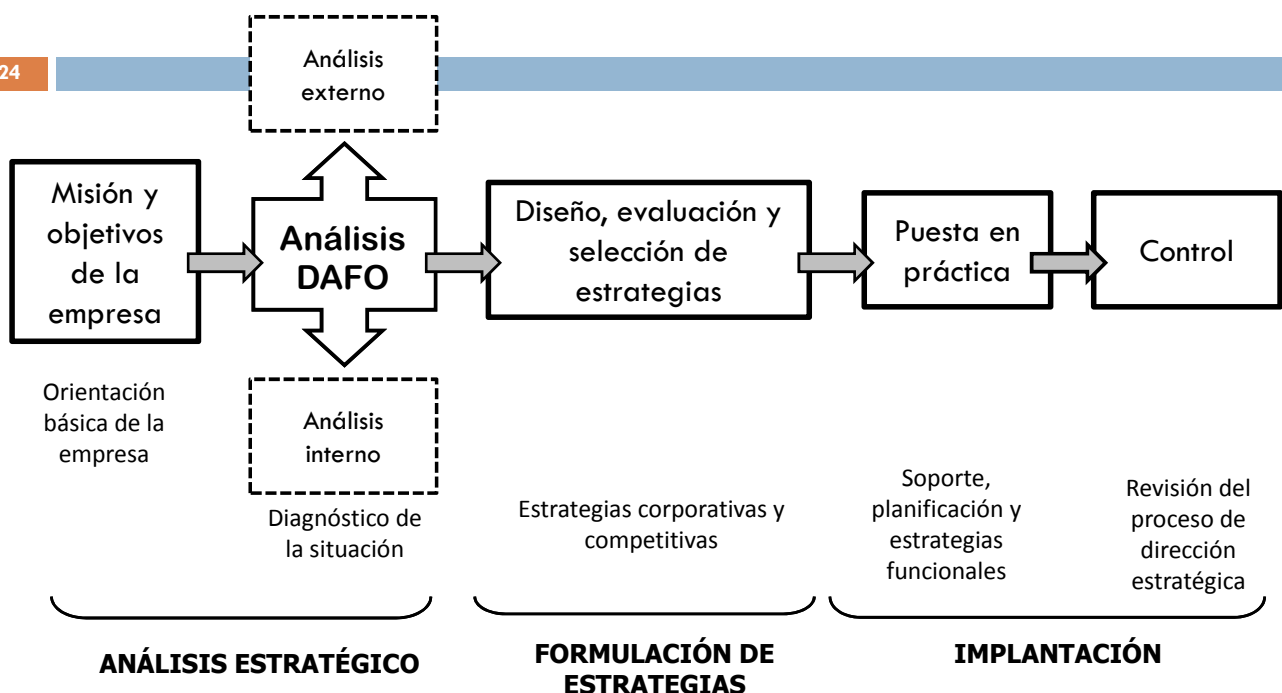 24
Análisis
externo
Misión y
objetivos
de la
empresa
Análisis
DAFO
Diseño, evaluación y
selección de
estrategias
Puesta en
práctica
Control
Orientación
básica de la
empresa
Análisis
interno
Diagnóstico de
la situación
Estrategias corporativas y
competitivas
Soporte,
planificación y
estrategias
funcionales
Revisión del
proceso de
dirección
estratégica
ANÁLISIS ESTRATÉGICO
FORMULACIÓN DE
ESTRATEGIAS
IMPLANTACIÓN